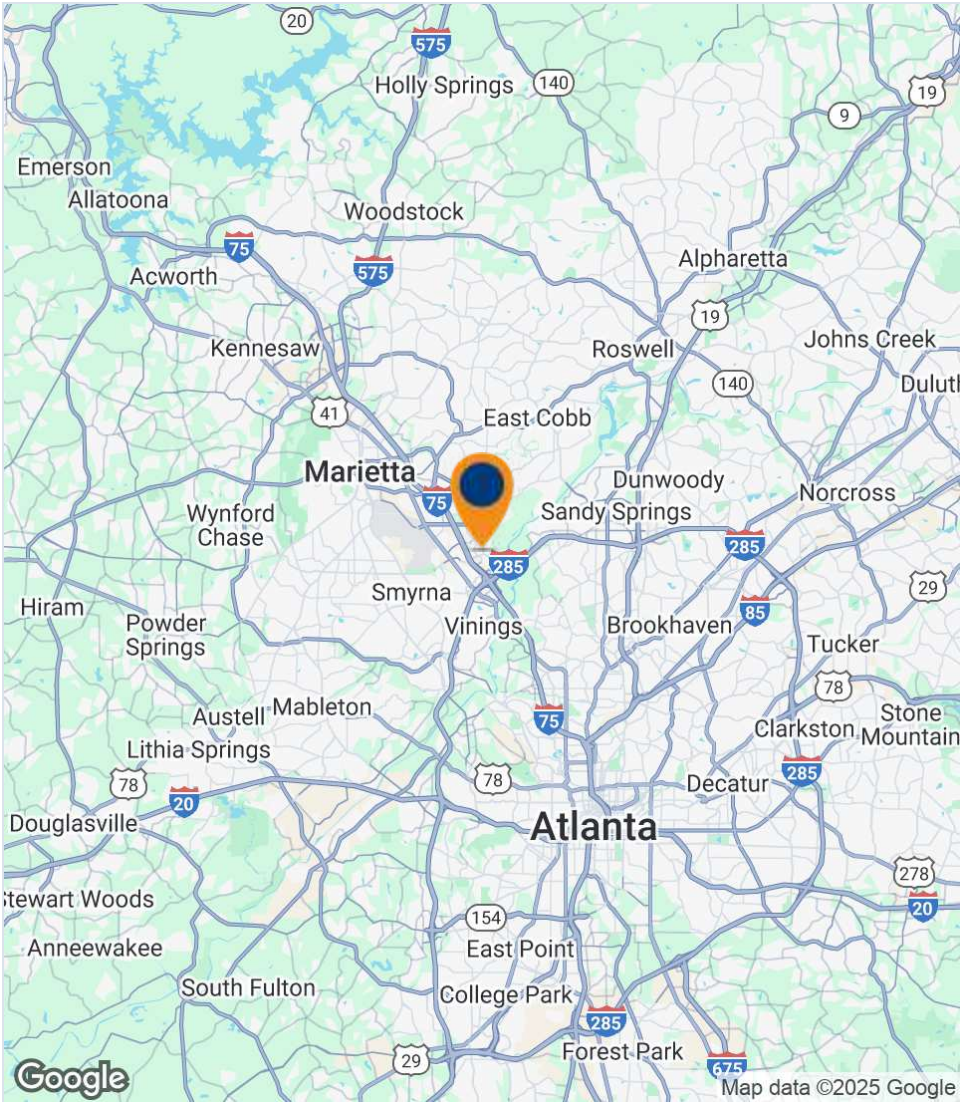 20
575
Holly Springs
140
19
9
Emerson
Allatoona
Woodstock
75
575
Acworth
Alpharetta
19
Kennesaw
Roswell
Johns Creek
140
Duluth
41
East Cobb
Marietta
75
Dunwoody
Norcross
Wynford
Chase
Sandy Springs
285
285
Smyrna
29
Hiram
85
Powder
Springs
Vinings
Brookhaven
Tucker
78
Austell
Mableton
75
Clarkston
Stone
Mountain
Lithia Springs
78
78
285
Decatur
20
Douglasville
Atlanta
278
Stewart Woods
20
154
Anneewakee
East Point
South Fulton
College Park
285
29
Forest Park
675
Google
Map data ©2025 Google